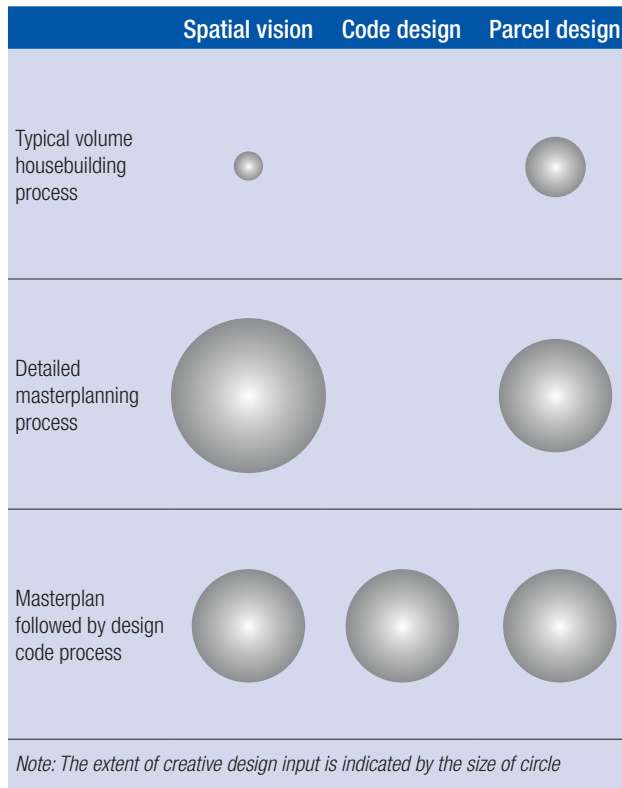 Spatial vision Code design Parcel design
Typical volume
housebuilding
process
Detailed
masterplanning
process
Masterplan
followed by design
code process
Note: The extent of creative design input is indicated by the size of circle